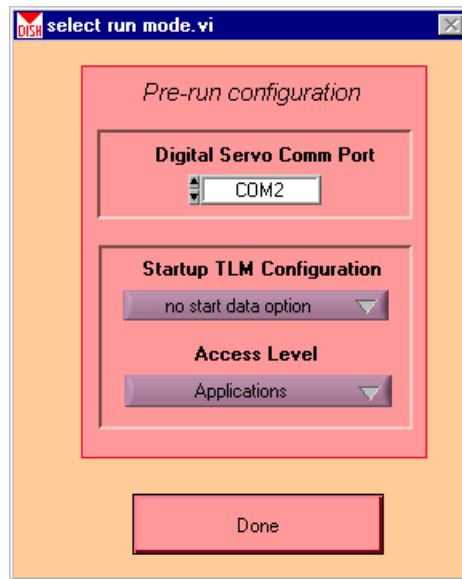 DISH select run mode.vi
Pre-run configuration
Digital Servo Comm Port
COM2
Startup TLM Configuration
no start data option
Access Level
Applications
Done